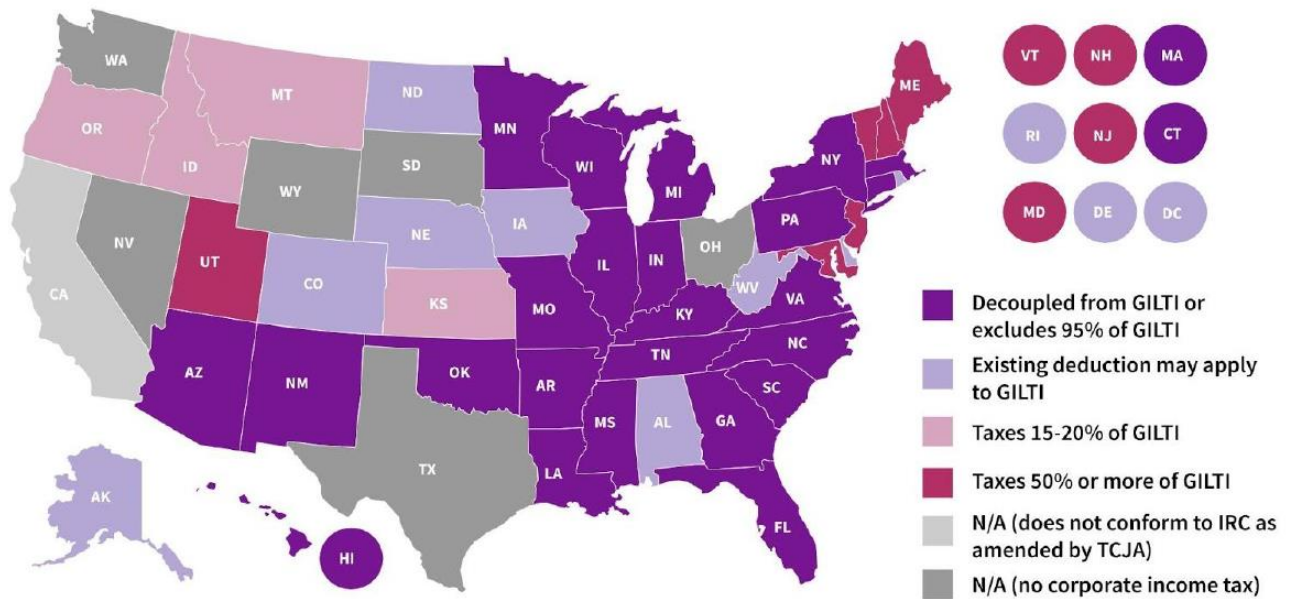 WA
MT
ND
MN
ME
VT
NH
MA
OR
ID
SD
WI
MI
NY
RI
NJ
CT
WY
NE
IA
PA
MD
DE
DC
NV
UT
CO
IL
IN
OH
WV
VA
CA
KS
MO
KY
Decoupled from GILTI or
excludes 95% of GILTI
AZ
NM
OK
AR
TN
NC
SC
Existing deduction may apply
to GILTI
MS
AL
GA
Taxes 15-20% of GILTI
TX
LA
Taxes 50% or more of GILTI
AK
HI
FL
N/A (does not conform to IRC as
amended by TCJA)
N/A (no corporate income tax)